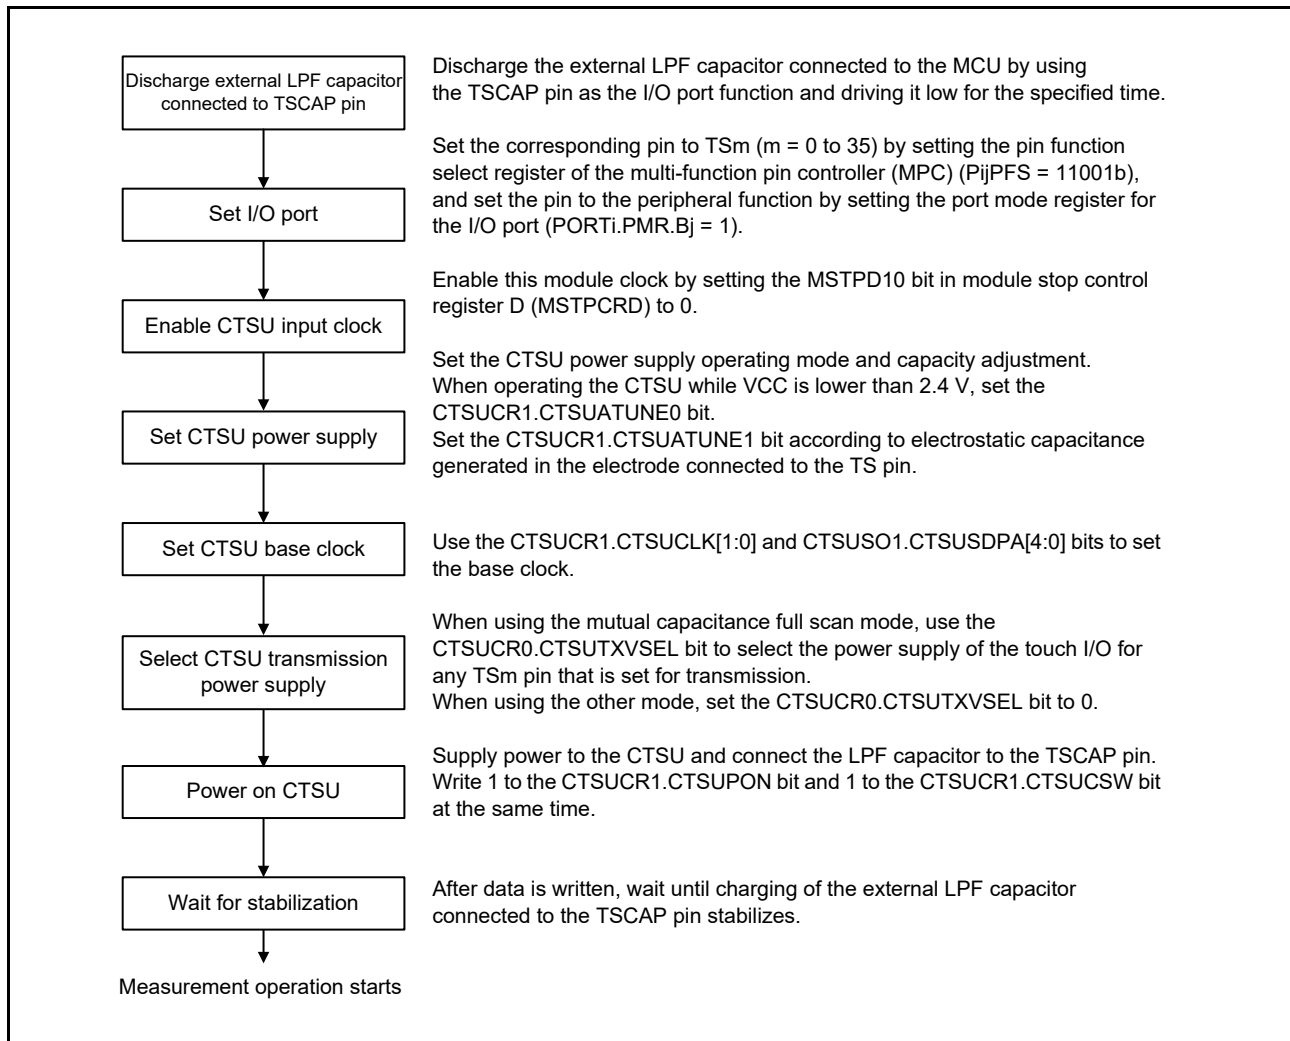 Discharge external LPF capacitor
connected to TSCAP pin
Discharge the external LPF capacitor connected to the MCU by using
the TSCAP pin as the I/O port function and driving it low for the specified time.
Set I/O port
Set the corresponding pin to TSm (m = 0 to 35) by setting the pin function
select register of the multi-function pin controller (MPC) (PijPFS = 11001b),
and set the pin to the peripheral function by setting the port mode register for
the I/O port (PORTi.PMR.Bj = 1).
Enable CTSU input clock
Enable this module clock by setting the MSTPD10 bit in module stop control
register D (MSTPCRD) to 0.
Set CTSU power supply
Set the CTSU power supply operating mode and capacity adjustment.
When operating the CTSU while VCC is lower than 2.4 V, set the
CTSUCR1.CTSUATUNE0 bit.
Set the CTSUCR1.CTSUATUNE1 bit according to electrostatic capacitance
generated in the electrode connected to the TS pin.
Set CTSU base clock
Use the CTSUCR1.CTSUCLK[1:0] and CTSUSO1.CTSUSDPA[4:0] bits to set
the base clock.
Select CTSU transmission
power supply
When using the mutual capacitance full scan mode, use the
CTSUCR0.CTSUTXVSEL bit to select the power supply of the touch I/O for
any TSm pin that is set for transmission.
When using the other mode, set the CTSUCR0.CTSUTXVSEL bit to 0.
Power on CTSU
Supply power to the CTSU and connect the LPF capacitor to the TSCAP pin.
Write 1 to the CTSUCR1.CTSUPON bit and 1 to the CTSUCR1.CTSUCSW bit
at the same time.
Wait for stabilization
After data is written, wait until charging of the external LPF capacitor
connected to the TSCAP pin stabilizes.
Measurement operation starts